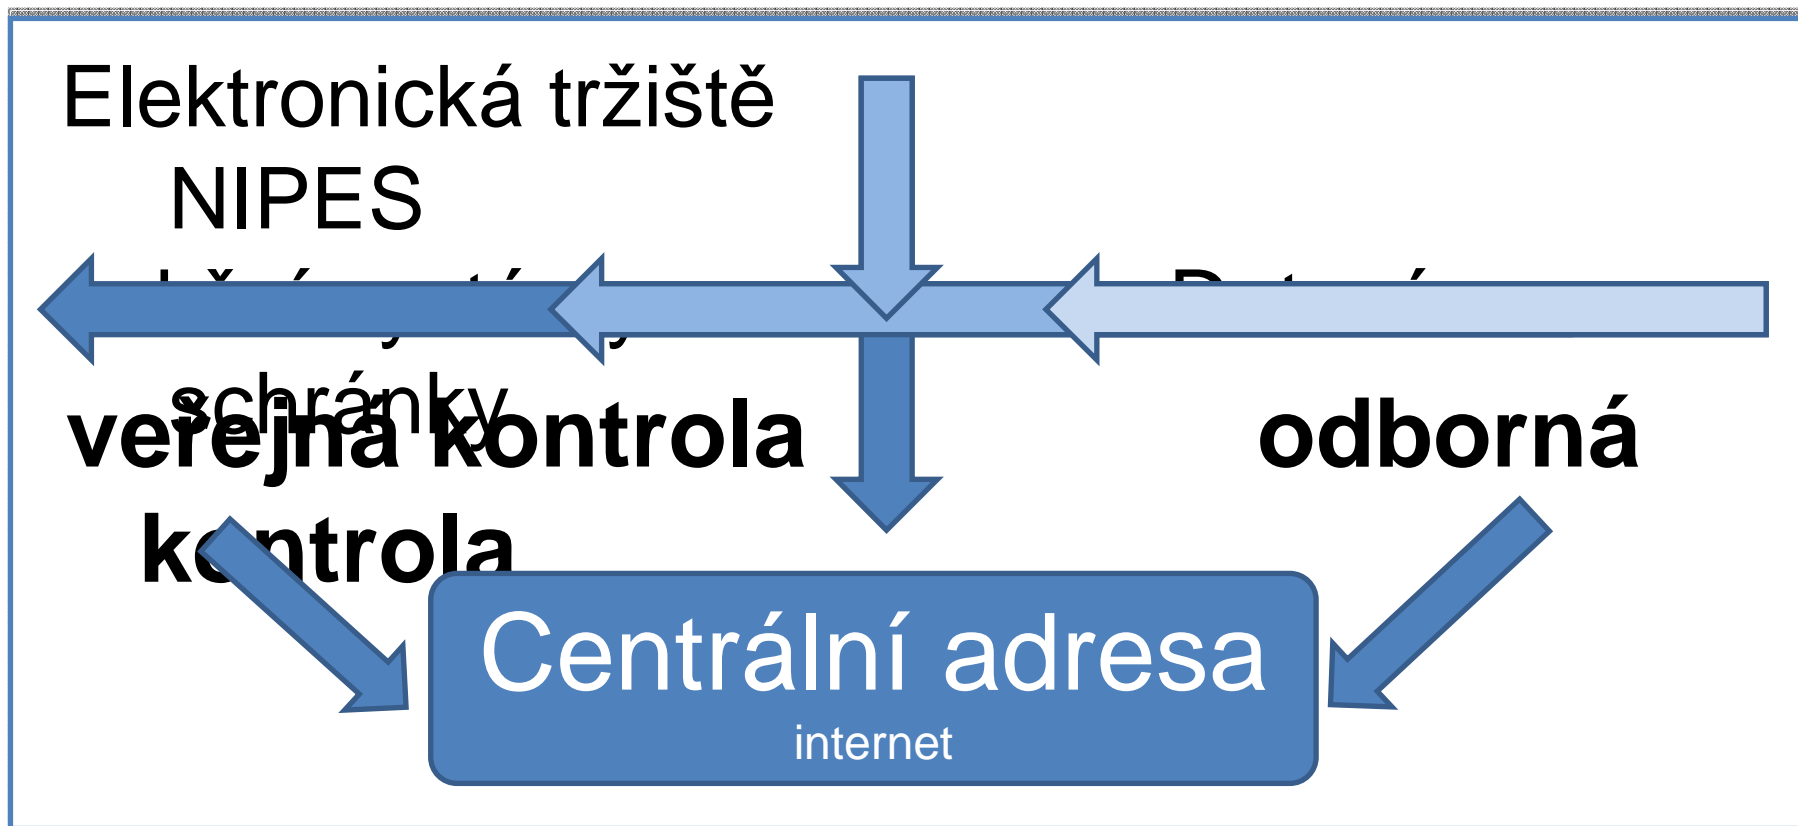 Elektronická tržiště
NIPES
schránky
veřejná kontrola odborná
kontrola
Centrální adresa
internet